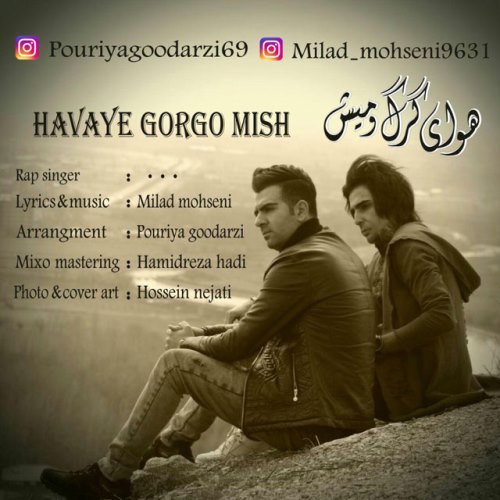 Pouriyagoodarzi69 Milad_mohseni9631
HAVAYE GORGO MISH هوای گرگ و میش
Rap singer : ...
Lyrics&music : Milad mohseni
Arrangment : Pouriya goodarzi
Mixo mastering : Hamidreza hadi
Photo &cover art : Hossein nejati